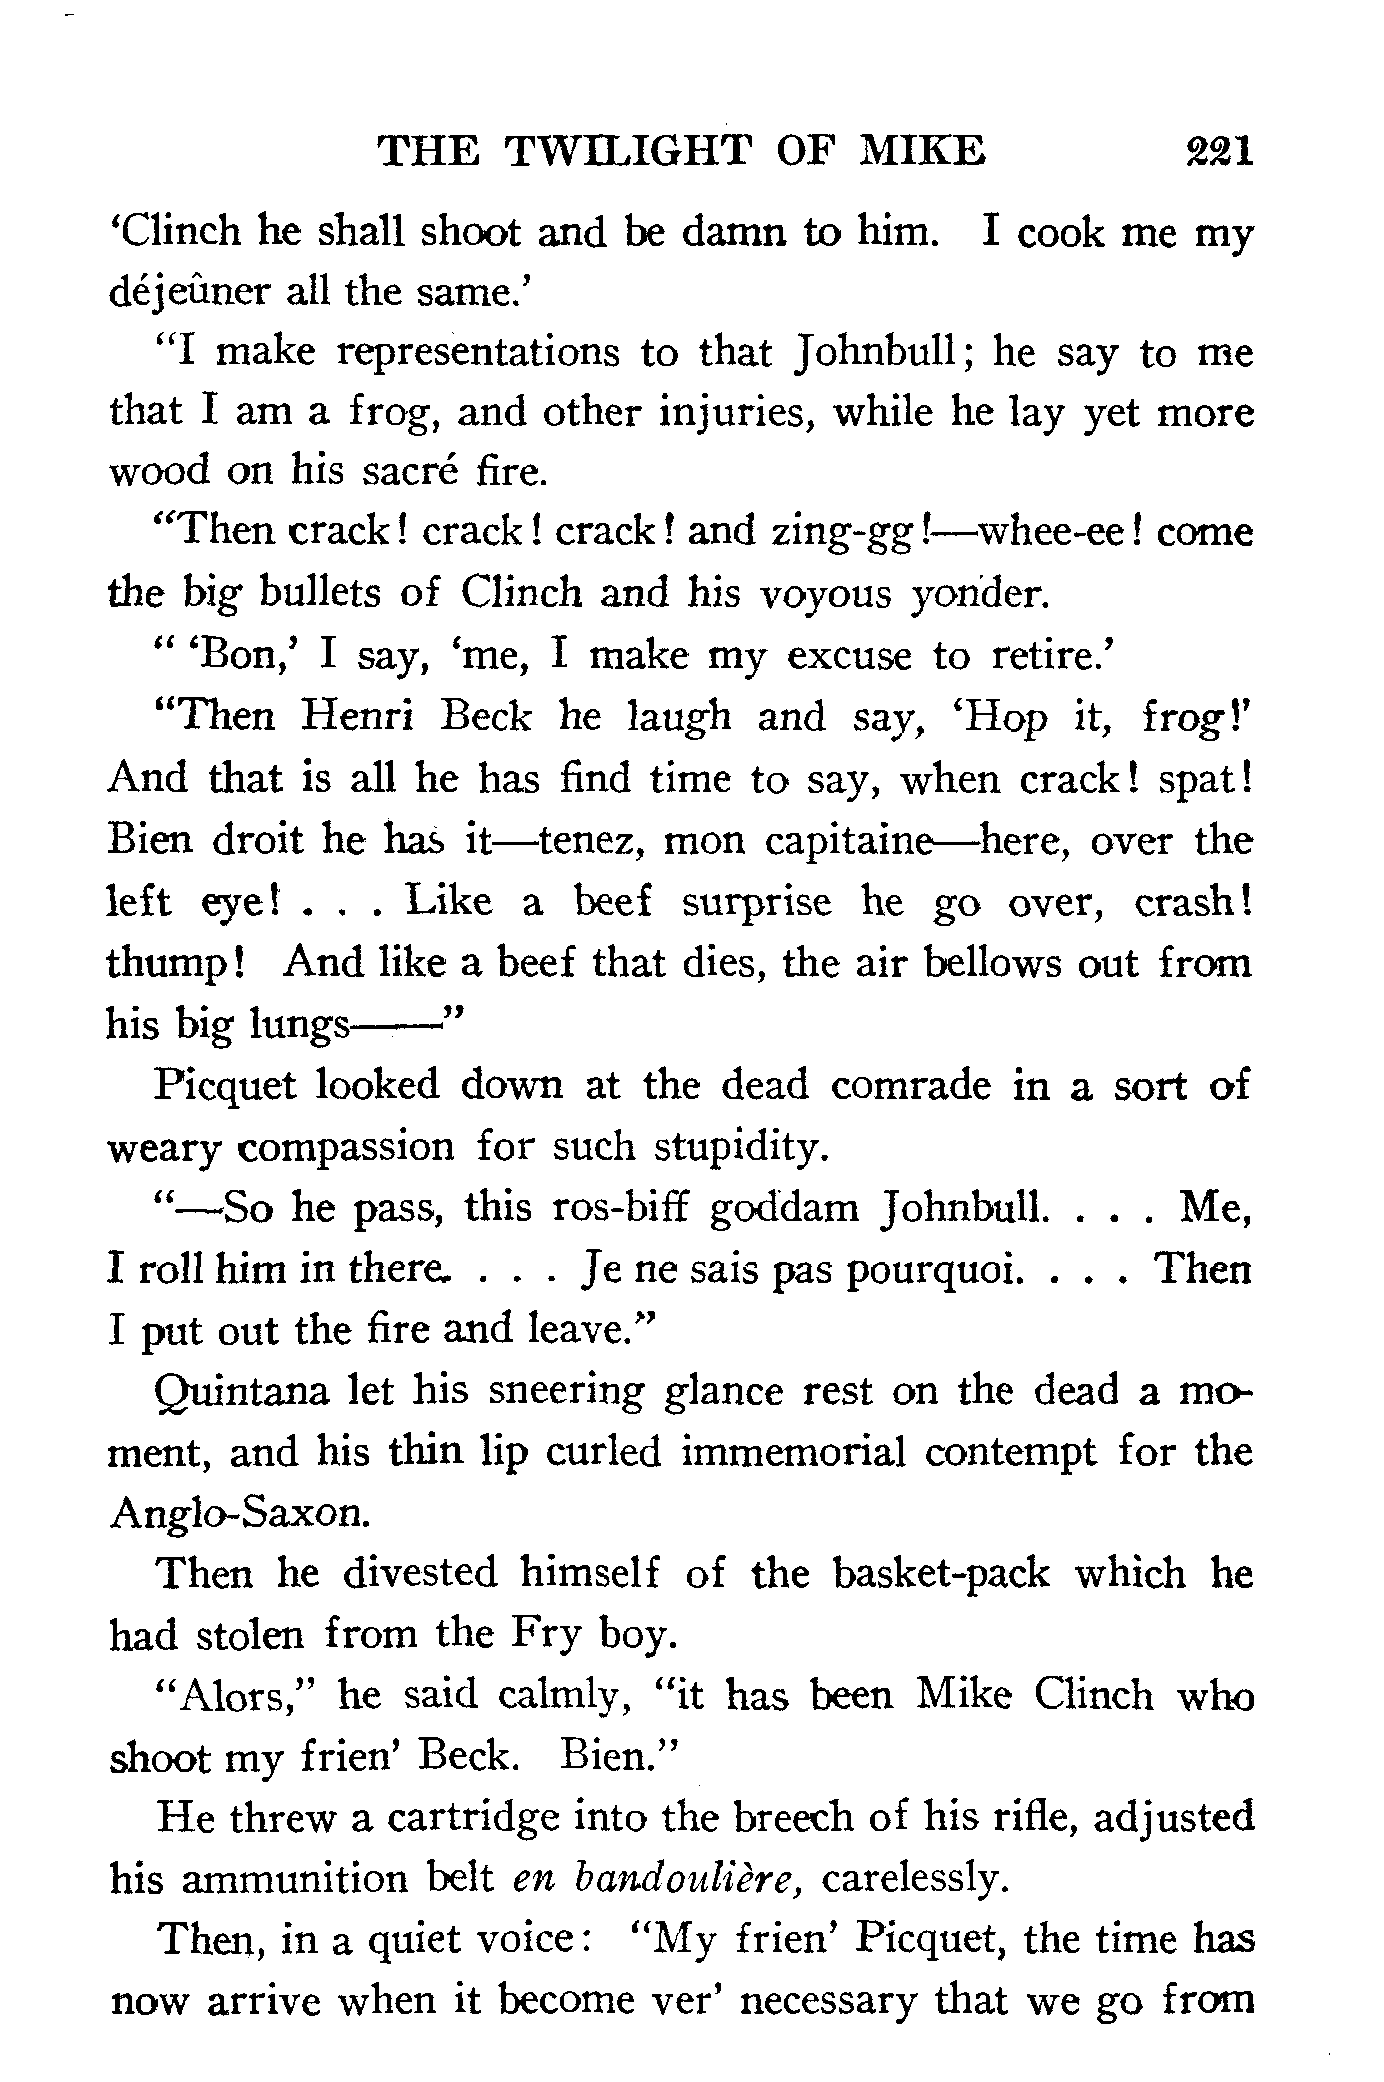 THE TWILIGHT OF MIKE 221
‘Clinch he shall shoot and be damn to him. I cook me my
déjeûner all the same.’
“I make representations to that Johnbull; he say to me
that I am a frog, and other injuries, while he lay yet more
wood on his sacré fire.
“Then crack! crack! crack! and zing-gg!—whee-ee! come
the big bullets of Clinch and his voyous yonder.
“ ‘Bon,’ I say, ‘me, I make my excuse to retire.’
“Then Henri Beck he laugh and say, ‘Hop it, frog!’
And that is all he has find time to say, when crack! spat!
Bien droit he has it—tenez, mon capitaine—here, over the
left eye! . . . Like a beef surprise he go over, crash!
thump! And like a beef that dies, the air bellows out from
his big lungs——”
Picquet looked down at the dead comrade in a sort of
weary compassion for such stupidity.
“—So he pass, this ros-biff goddam Johnbull. . . . Me,
I roll him in there. . . . Je ne sais pas pourquoi. . . . Then
I put out the fire and leave.”
Quintana let his sneering glance rest on the dead a mo-
ment, and his thin lip curled immemorial contempt for the
Anglo-Saxon.
Then he divested himself of the basket-pack which he
had stolen from the Fry boy.
“Alors,” he said calmly, “it has been Mike Clinch who
shoot my frien’ Beck. Bien.”
He threw a cartridge into the breech of his rifle, adjusted
his ammunition belt en bandoulière, carelessly.
Then, in a quiet voice: “My frien’ Picquet, the time has
now arrive when it become ver’ necessary that we go from